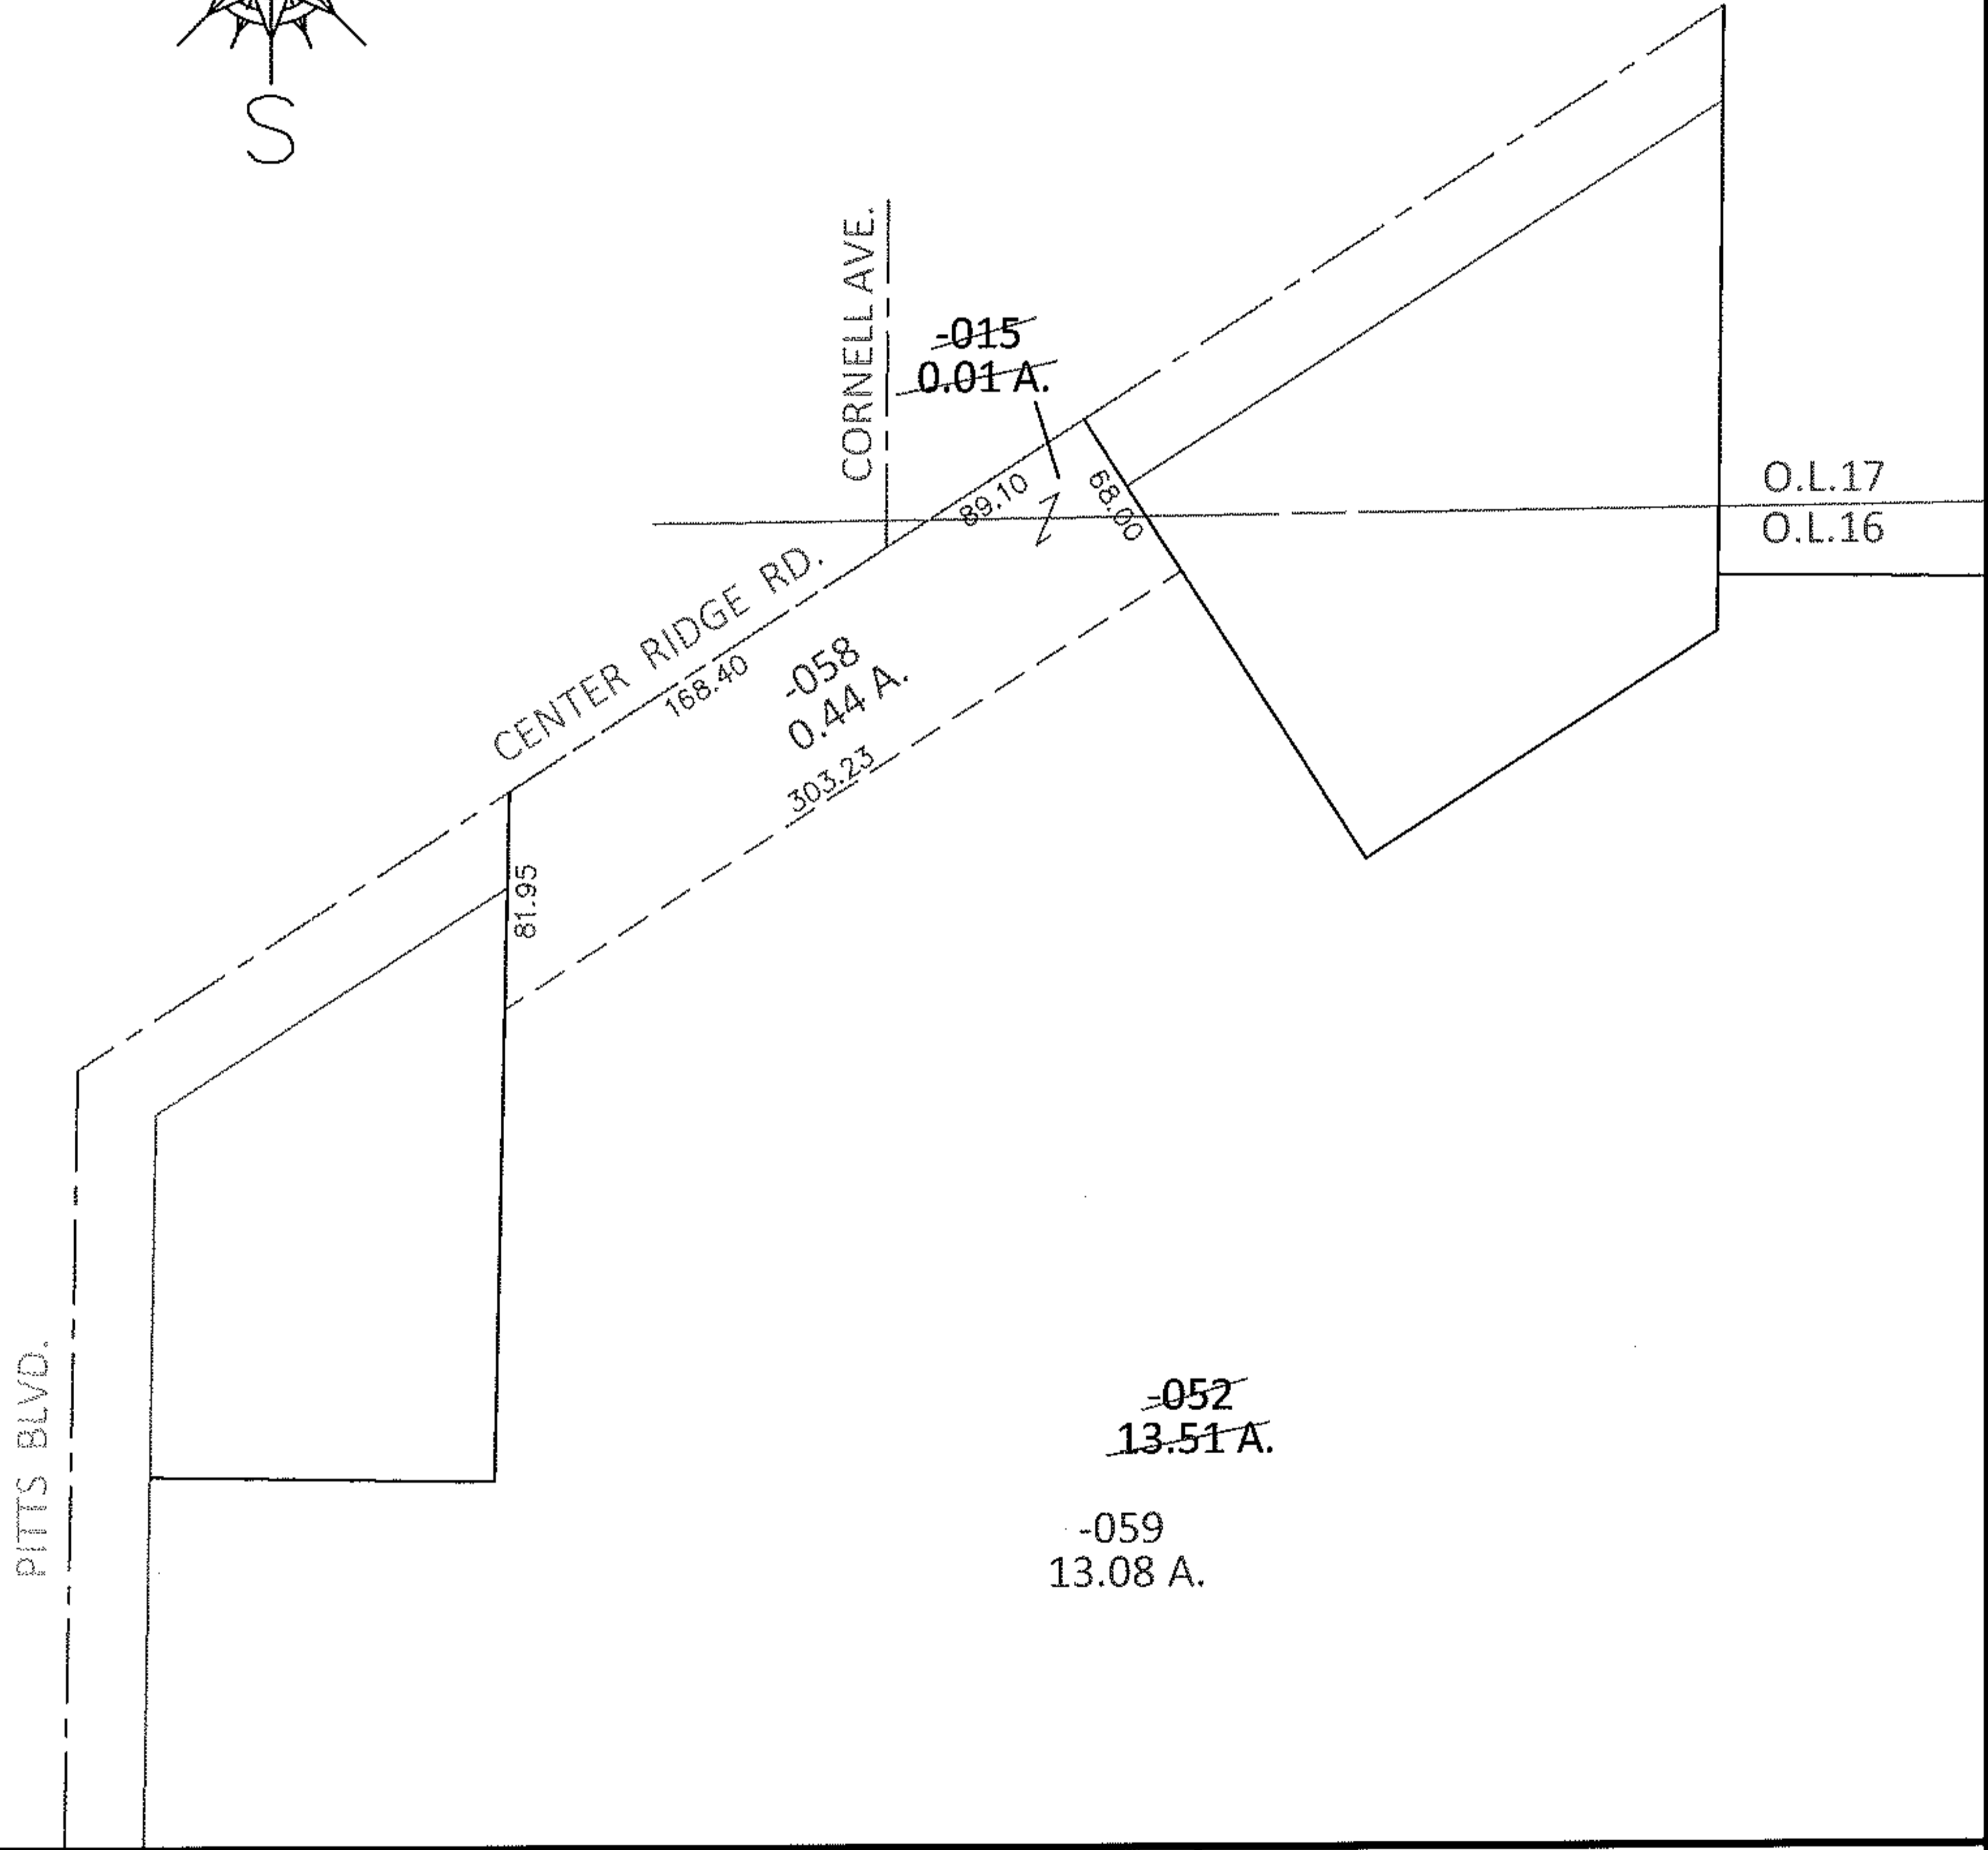 S
CORNELL AVE.
-015
0.01 A.
89.10
68.00
O.L.17
O.L.16
CENTER RIDGE RD.
168.40
-058
0.44 A.
303.23
81.95
PITTS BLVD.
-052
13.51 A.
-059
13.08 A.